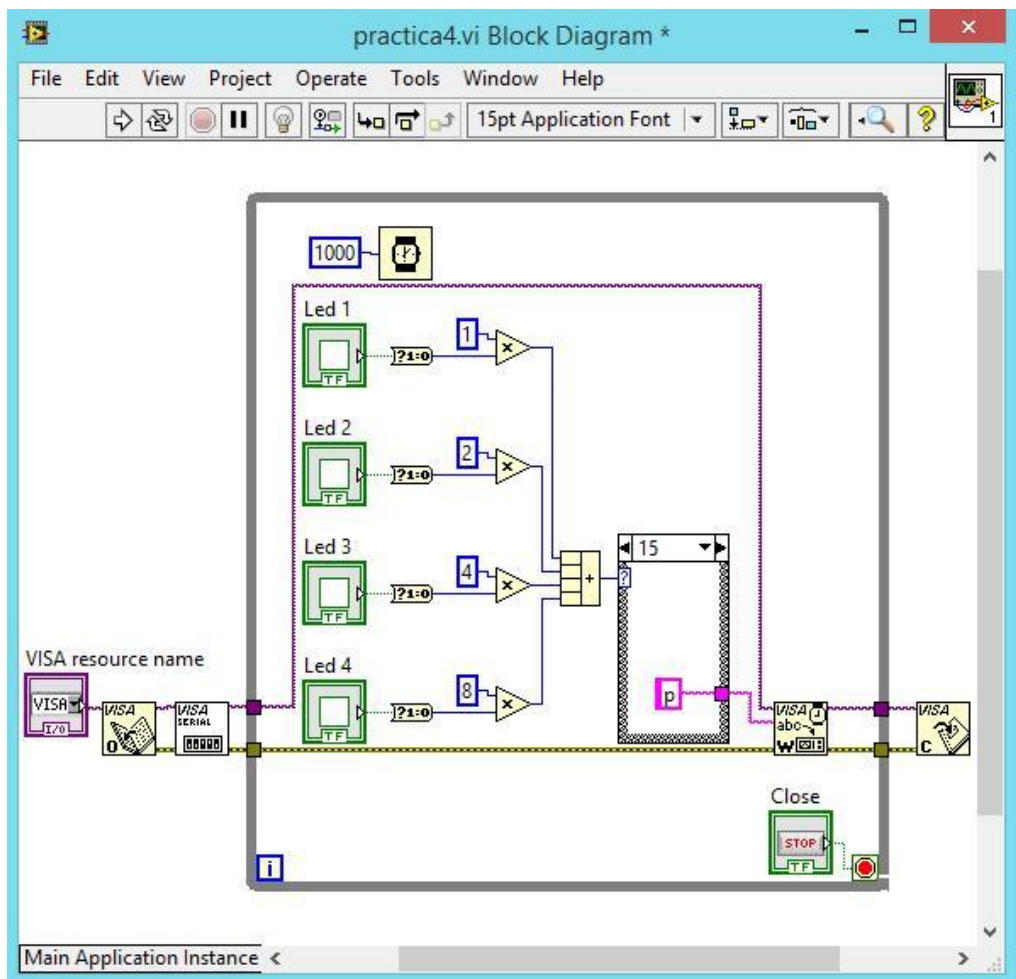 practica4.vi Block Diagram *
File Edit View Project Operate Tools Window Help
15pt Application Font
1
1000
Led 1
TF
?1:0
1
x
Led 2
TF
?1:0
2
x
Led 3
TF
?1:0
4
x
+
15
?
Led 4
TF
?1:0
8
x
p
VISA resource name
VISA
I/O
VISA
O
VISA
SERIAL
VISA
abc
W
VISA
C
Close
STOP
TF
i
Main Application Instance